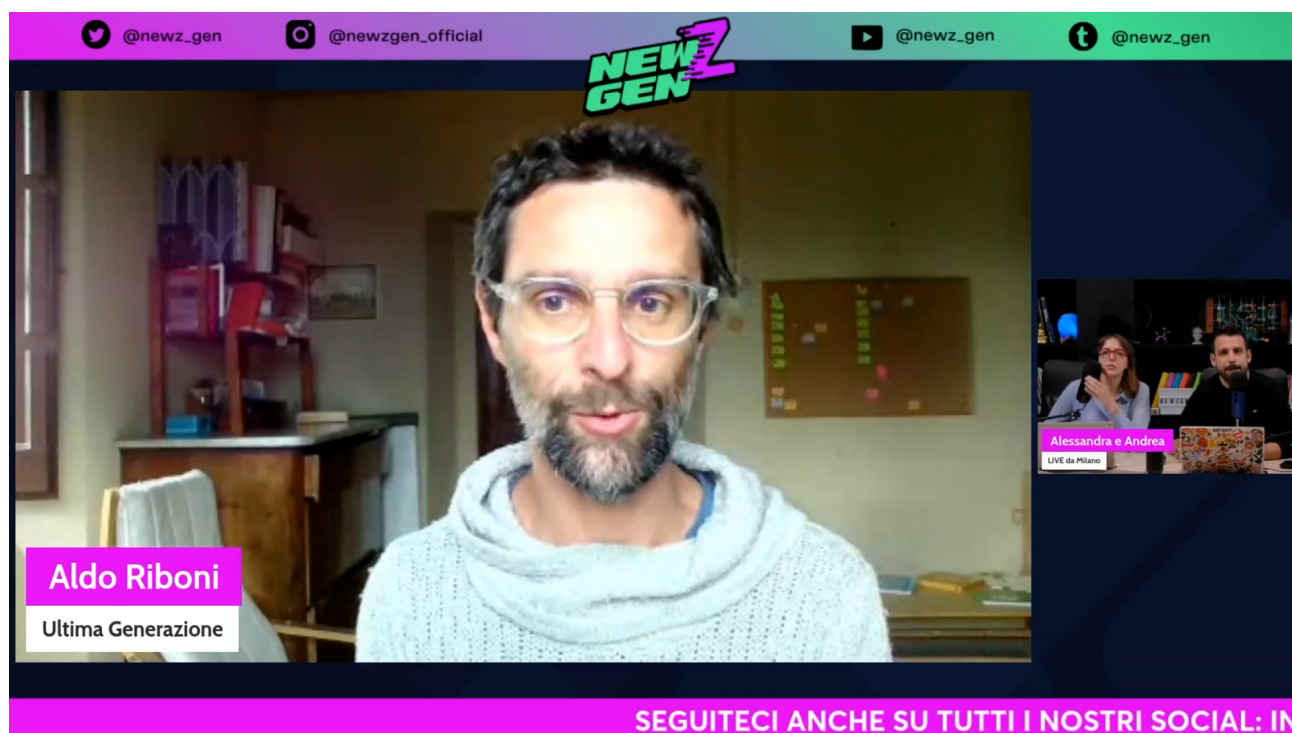 @newz_gen
@newzgen_official
@newz_gen
@newz_gen
NEW Z
GEN
Alessandra e Andrea
LIVE da Milano
Aldo Riboni
Ultima Generazione
SEGUITECI ANCHE SU TUTTI I NOSTRI SOCIAL: IN